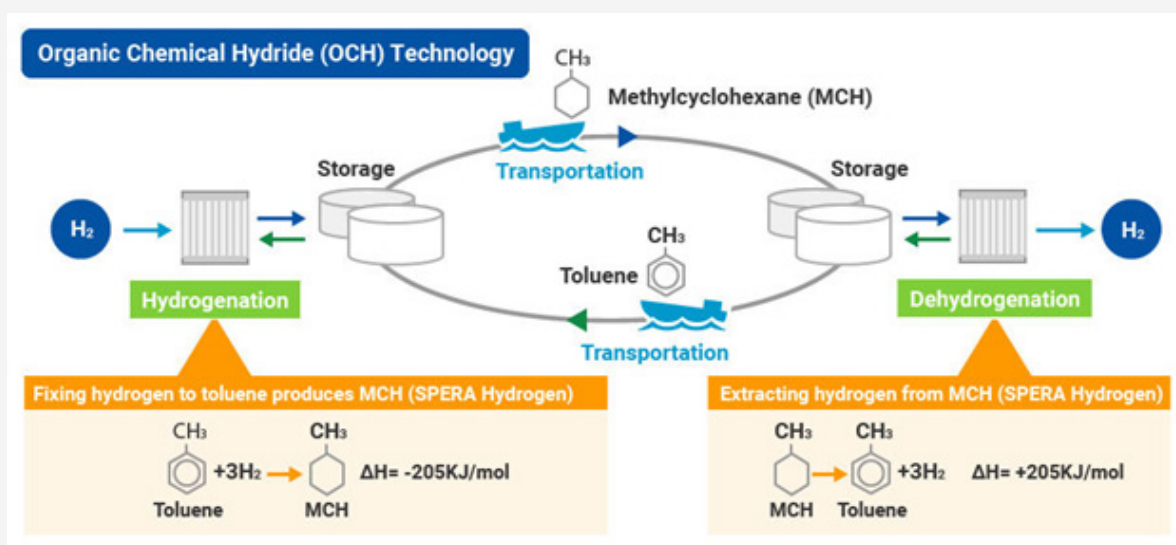 Organic Chemical Hydride (OCH) Technology
CH₃
Methylcyclohexane (MCH)
Transportation
Storage
Storage
H₂
H₂
CH₃
Toluene
Hydrogenation
Dehydrogenation
Transportation
Fixing hydrogen to toluene produces MCH (SPERA Hydrogen)
CH₃ CH₃
+3H₂ ΔH= -205KJ/mol
Toluene MCH
Extracting hydrogen from MCH (SPERA Hydrogen)
CH₃ CH₃
+3H₂ ΔH= +205KJ/mol
MCH Toluene